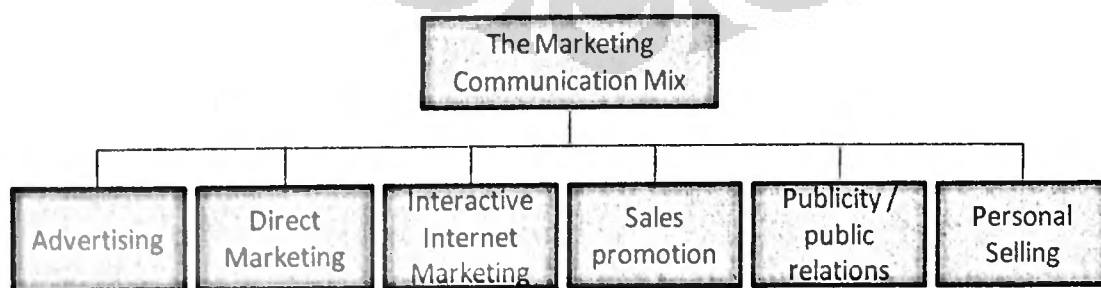 The Marketing
Communication Mix
Advertising
Direct
Marketing
Interactive
Internet
Marketing
Sales
promotion
Publicity /
public
relations
Personal
Selling